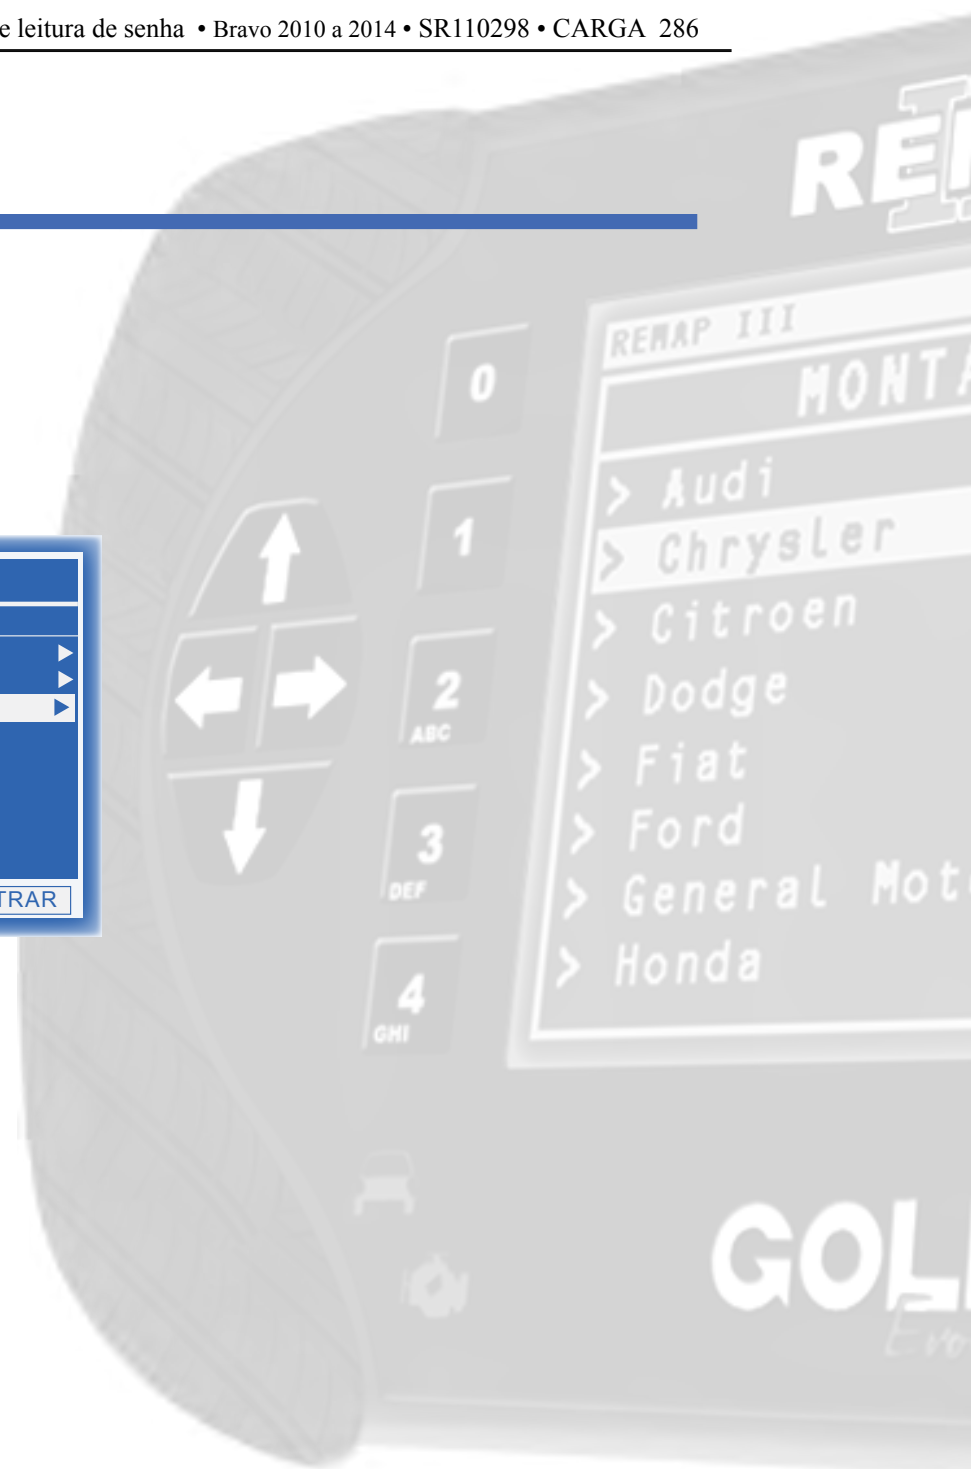 e leitura de senha • Bravo 2010 a 2014 • SR110298 • CARGA 286
REMAP III
MONTA
0
> Audi
1
> Chrysler
> Citroen
2
ABC
> Dodge
> Fiat
3
DEF
> Ford
TRAR
> General Mot
4
GHI
> Honda
GOL
Evo